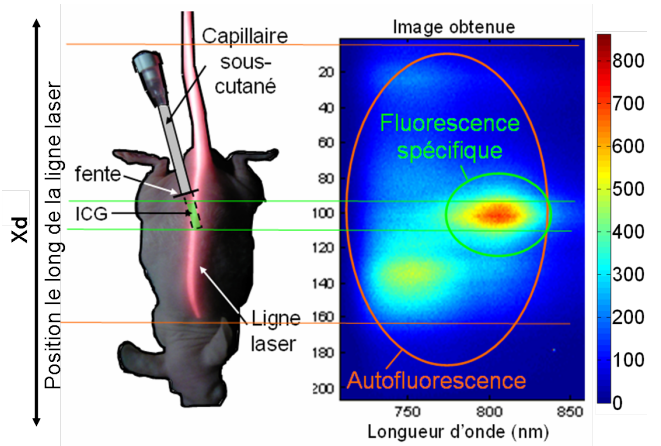 Xd
Position le long de la ligne laser
Capillaire
sous-
cutané
fente
ICG
Ligne
laser
Image obtenue
20
40
60
80
100
120
140
160
180
200
750
800
850
Longueur d'onde (nm)
Fluorescence
spécifique
Autofluorescence
800
700
600
500
400
300
200
100
0